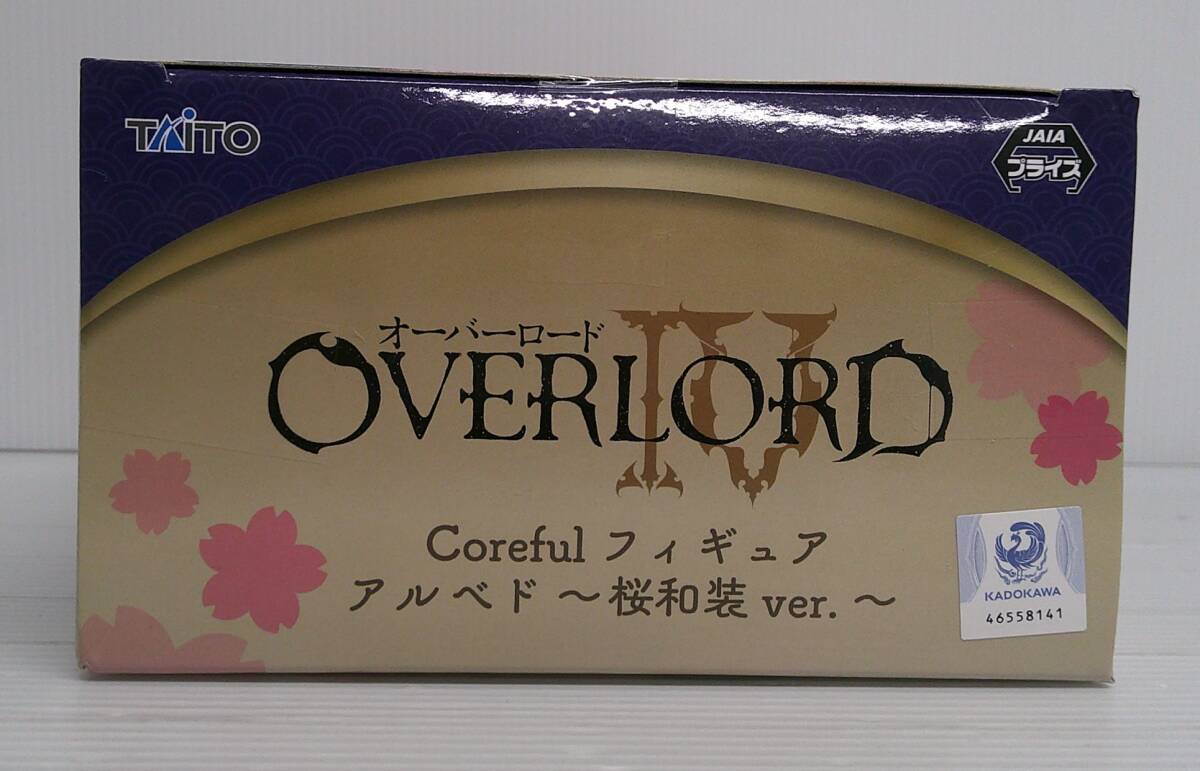 TAITO
JAIA
プライズ
オーバーロード
OVERLORD IV
Coreful フィギュア
アルベド ～桜和装 ver. ～
KADOKAWA
46558141